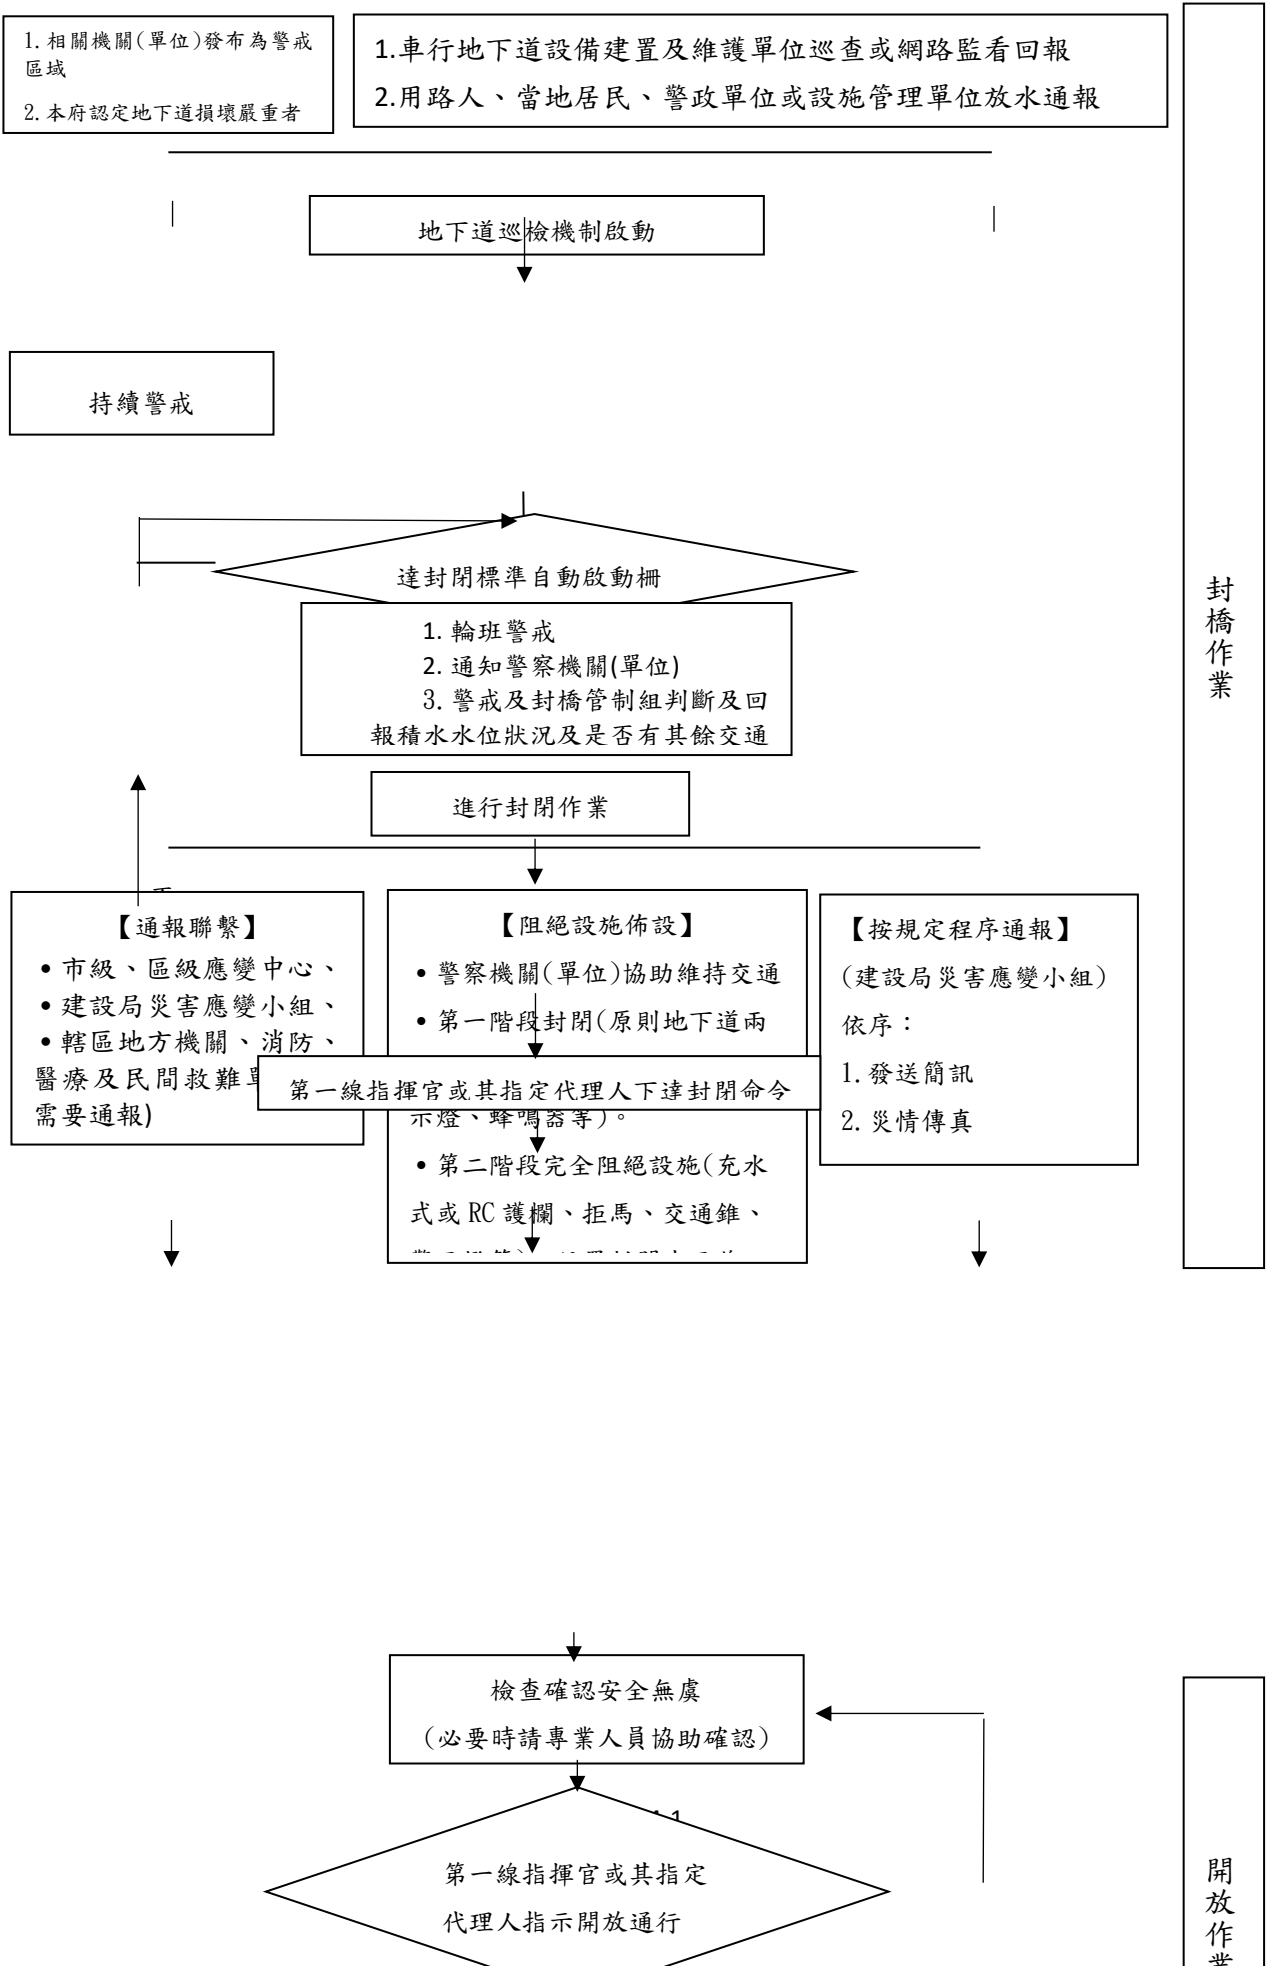 1.相關機關(單位)發布為警戒
區域
2.本府認定地下道損壞嚴重者
1.車行地下道設備建置及維護單位巡查或網路監看回報
2.用路人、當地居民、警政單位或設施管理單位放水通報
地下道巡檢機制啟動
持續警戒
達封閉標準自動啟動柵
1. 輪班警戒
2. 通知警察機關(單位)
3. 警戒及封橋管制組判斷及回
報積水水位狀況及是否有其餘交通
進行封閉作業
封橋作業
【通報聯繫】
•市級、區級應變中心、
•建設局災害應變小組、
•轄區地方機關、消防、
醫療及民間救難
需要通報)
【阻絕設施佈設】
•警察機關(單位)協助維持交通
•第一階段封閉(原則地下道兩
第一線指揮官或其指定代理人下達封閉命令
示燈、蜂鳴器等)。
•第二階段完全阻絕設施(充水
式或 RC 護欄、拒馬、交通錐、
【按規定程序通報】
(建設局災害應變小組)
依序：
1.發送簡訊
2.災情傳真
檢查確認安全無虞
(必要時請專業人員協助確認)
第一線指揮官或其指定
代理人指示開放通行
開放作業